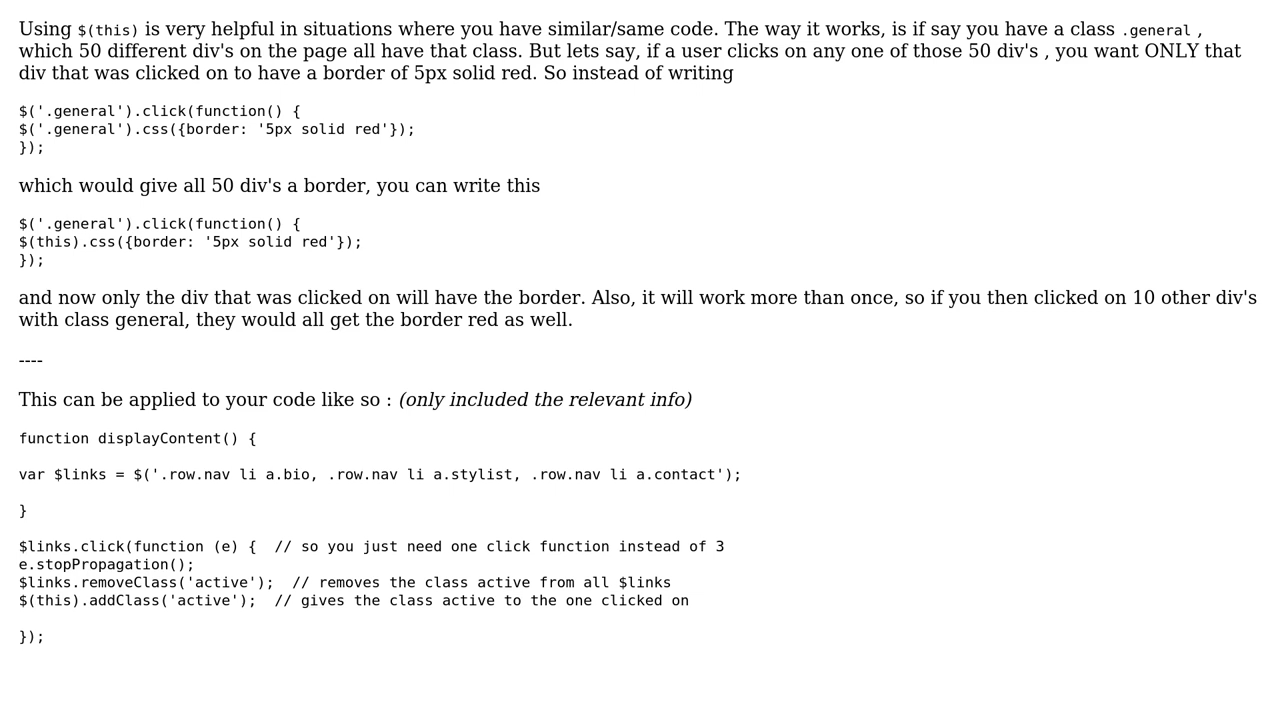 Using $(this) is very helpful in situations where you have similar/same code. The way it works, is if say you have a class .general ,
which 50 different div's on the page all have that class. But lets say, if a user clicks on any one of those 50 div's , you want ONLY that
div that was clicked on to have a border of 5px solid red. So instead of writing
$('.general').click(function() {
$('.general').css({border: '5px solid red'});
});
which would give all 50 div's a border, you can write this
$('.general').click(function() {
$(this).css({border: '5px solid red'});
});
and now only the div that was clicked on will have the border. Also, it will work more than once, so if you then clicked on 10 other div's
with class general, they would all get the border red as well.
----
This can be applied to your code like so : (only included the relevant info)
function displayContent() {
var $links = $('.row.nav li a.bio, .row.nav li a.stylist, .row.nav li a.contact');
}
$links.click(function (e) {  // so you just need one click function instead of 3
e.stopPropagation();
$links.removeClass('active');  // removes the class active from all $links
$(this).addClass('active');  // gives the class active to the one clicked on
});